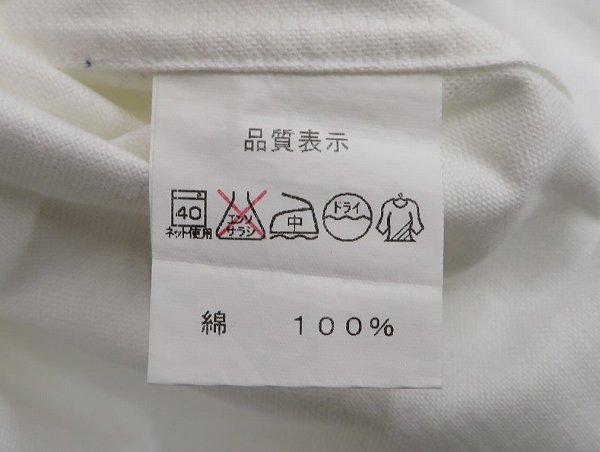 品質表示
40
ネット使用
エンソ
サラシ
中
ドライ
綿 100%